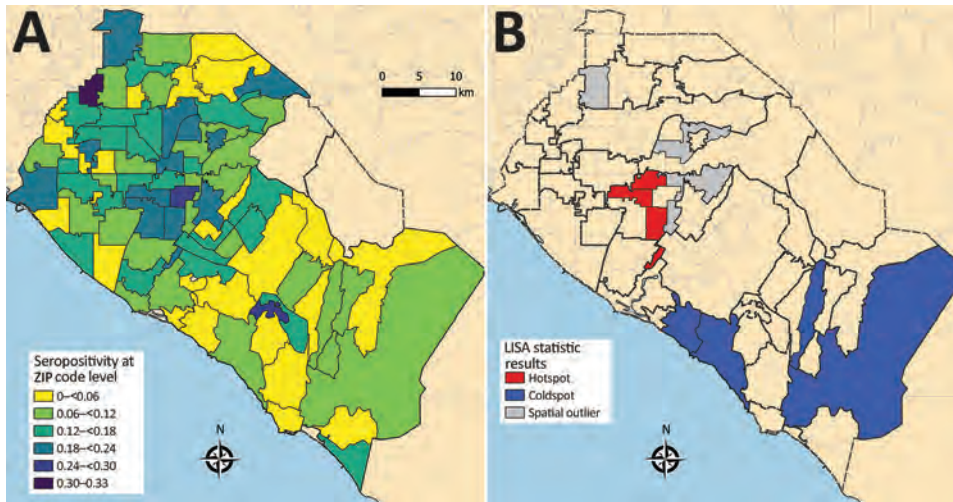 A
0 5 10
km
N
Seropositivity at
ZIP code level
0–<0.06
0.06–<0.12
0.12–<0.18
0.18–<0.24
0.24–<0.30
0.30–0.33
B
LISA statistic
results
Hotspot
Coldspot
Spatial outlier
N